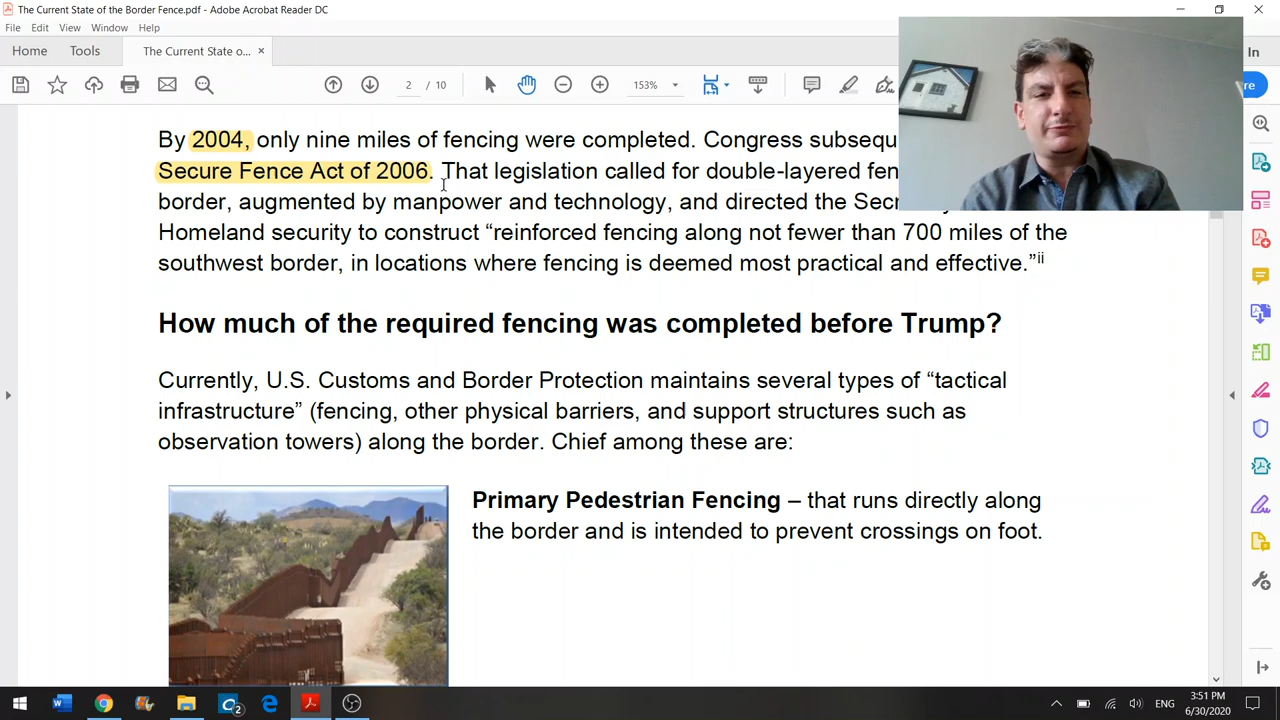 The Current State of the Border Fence.pdf - Adobe Acrobat Reader DC
File Edit View Window Help
Home Tools The Current State o... × In
2 / 10 153% re
By 2004, only nine miles of fencing were completed. Congress
Secure Fence Act of 2006. That legislation called for double-layered
border, augmented by manpower and technology, and directed the
Homeland security to construct “reinforced fencing along not fewer than 700 miles of the
southwest border, in locations where fencing is deemed most practical and effective.”ii
How much of the required fencing was completed before Trump?
Currently, U.S. Customs and Border Protection maintains several types of “tactical
infrastructure” (fencing, other physical barriers, and support structures such as
observation towers) along the border. Chief among these are:
Primary Pedestrian Fencing – that runs directly along
the border and is intended to prevent crossings on foot.
ENG 3:51 PM
6/30/2020